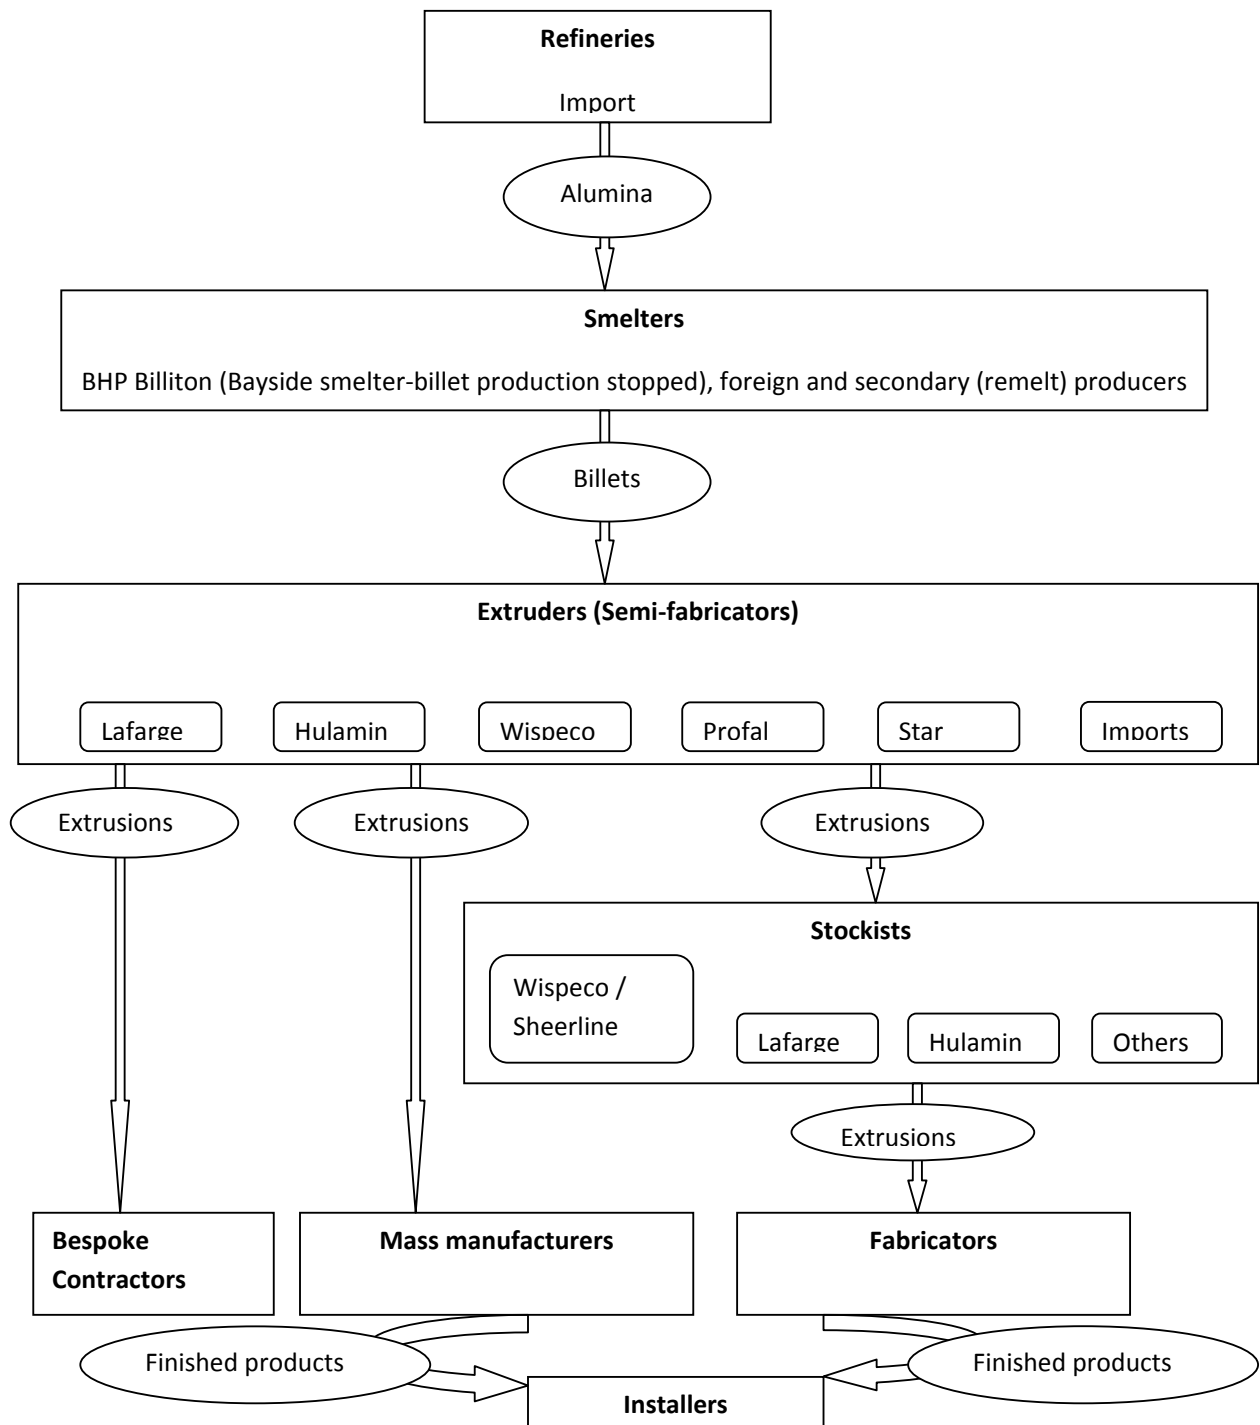 Refineries
Import
Alumina
Smelters
BHP Billiton (Bayside smelter-billet production stopped), foreign and secondary (remelt) producers
Billets
Extruders (Semi-fabricators)
Lafarge
Hulamin
Wispeco
Profal
Star
Imports
Extrusions
Extrusions
Extrusions
Stockists
Wispeco /
Sheerline
Lafarge
Hulamin
Others
Extrusions
Bespoke
Contractors
Mass manufacturers
Fabricators
Finished products
Finished products
Installers